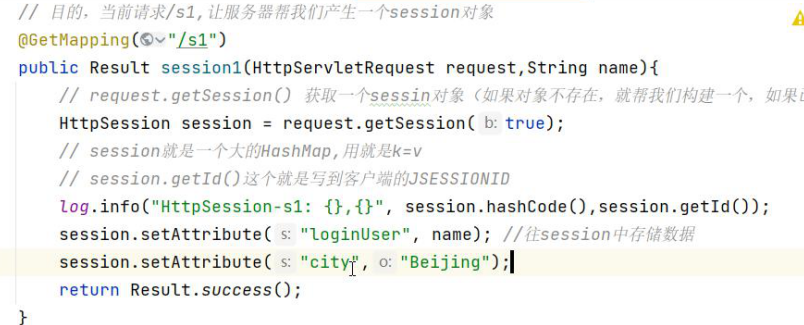 // 目的，当前请求/s1,让服务器帮我们产生一个session对象
@GetMapping("/s1")
public Result session1(HttpServletRequest request,String name){
// request.getSession() 获取一个sessin对象（如果对象不存在，就帮我们构建一个，如果
HttpSession session = request.getSession( b: true);
// session就是一个大的HashMap,用就是k=v
// session.getId()这个就是写到客户端的JSESSIONID
log.info("HttpSession-s1: {},{}", session.hashCode(),session.getId());
session.setAttribute( s: "loginUser", name); //往session中存储数据
session.setAttribute( s: "city", o: "Beijing");
return Result.success();
}